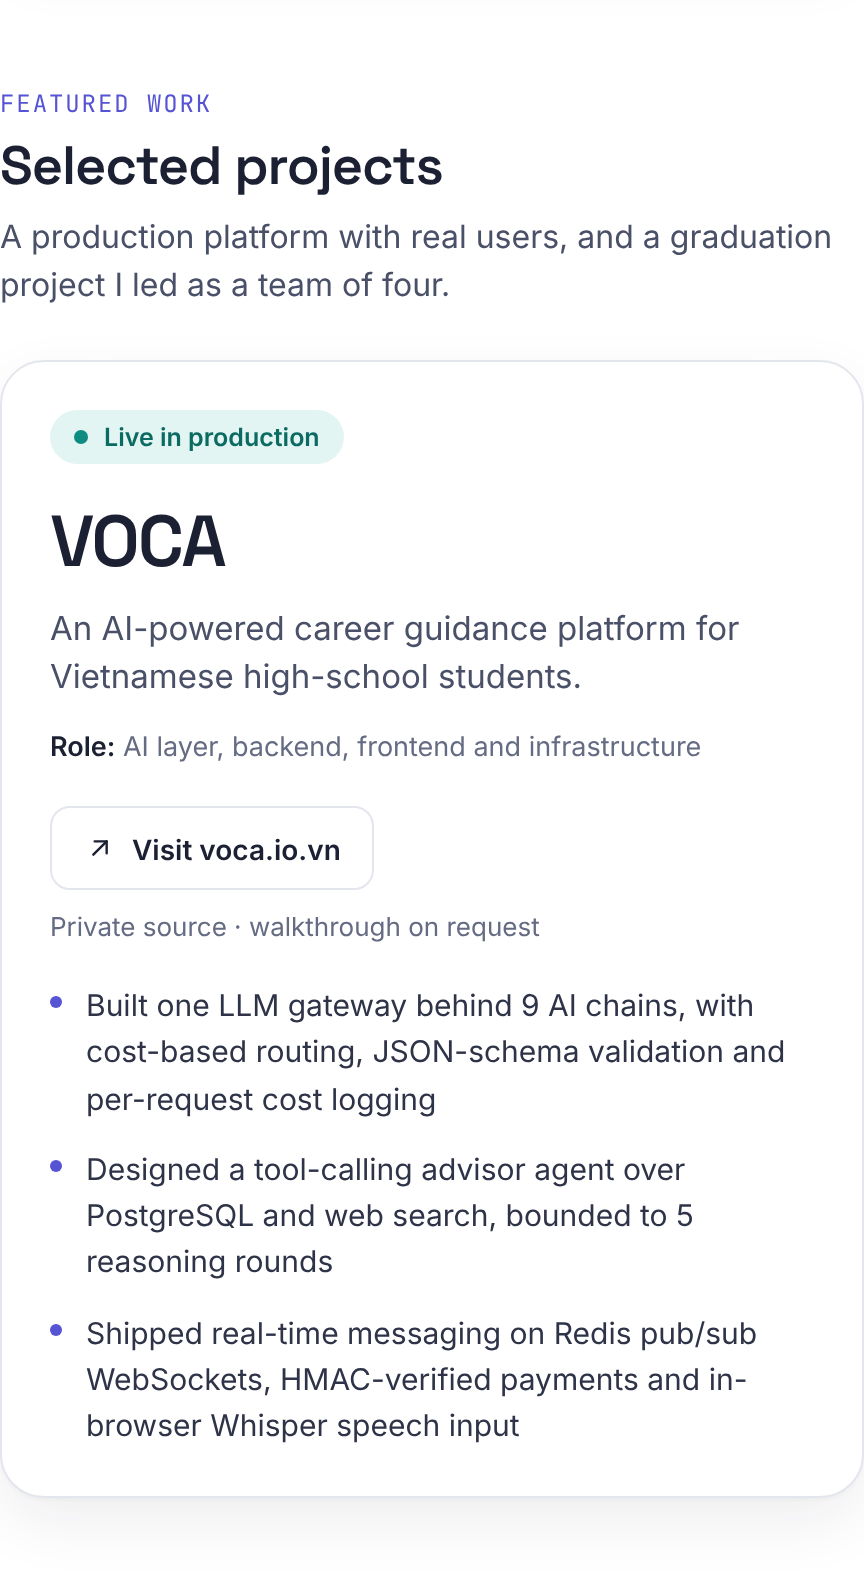 FEATURED WORK
Selected projects
A production platform with real users, and a graduation
project I led as a team of four.
Live in production
VOCA
An AI-powered career guidance platform for
Vietnamese high-school students.
Role: AI layer, backend, frontend and infrastructure
Visit voca.io.vn
Private source · walkthrough on request
Built one LLM gateway behind 9 AI chains, with
cost-based routing, JSON-schema validation and
per-request cost logging
Designed a tool-calling advisor agent over
PostgreSQL and web search, bounded to 5
reasoning rounds
Shipped real-time messaging on Redis pub/sub
WebSockets, HMAC-verified payments and in-
browser Whisper speech input